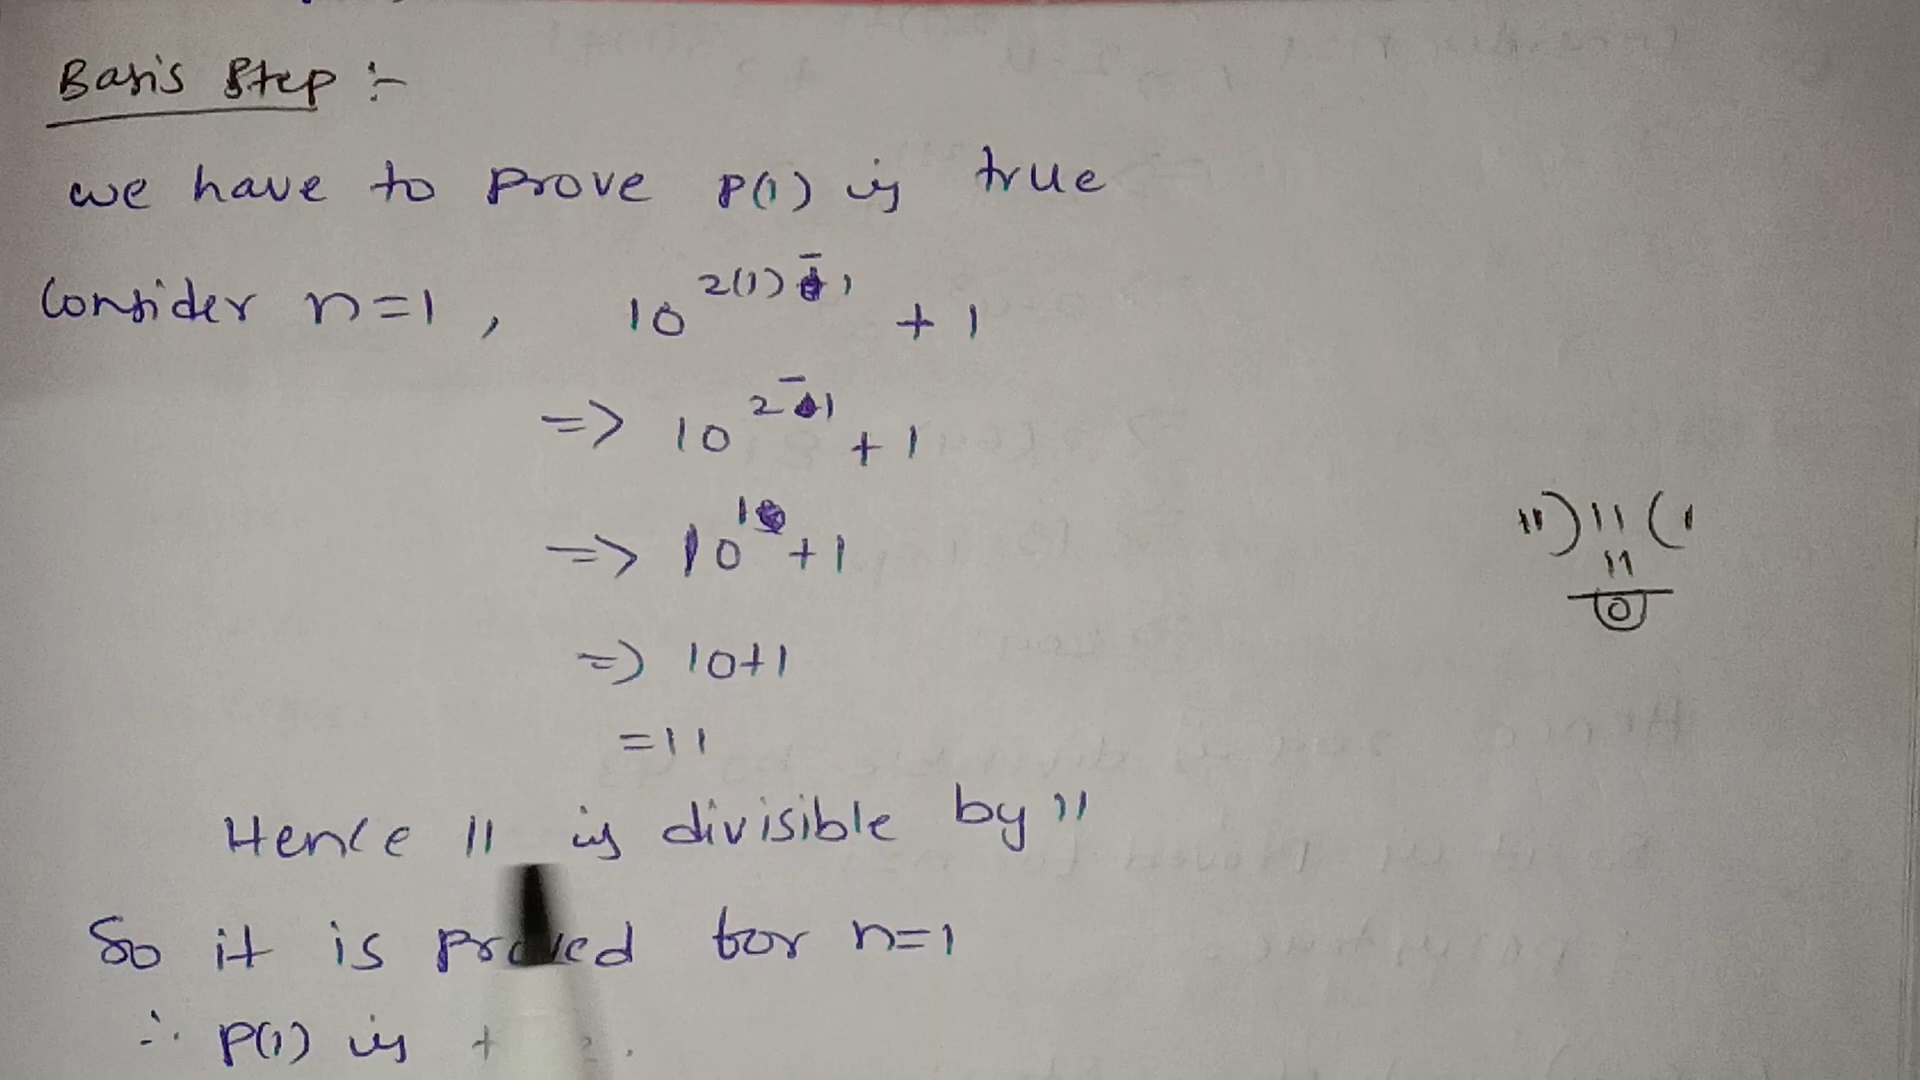 Basis Step :-
we have to prove P(1) is true
Consider n=1, 10^{2(1)-1} + 1
=> 10^{2-1} + 1
=> 10^{1} + 1
=> 10+1
=11
11)11(1
11
0
Hence 11 is divisible by 11
So it is proved for n=1
∴ P(1) is